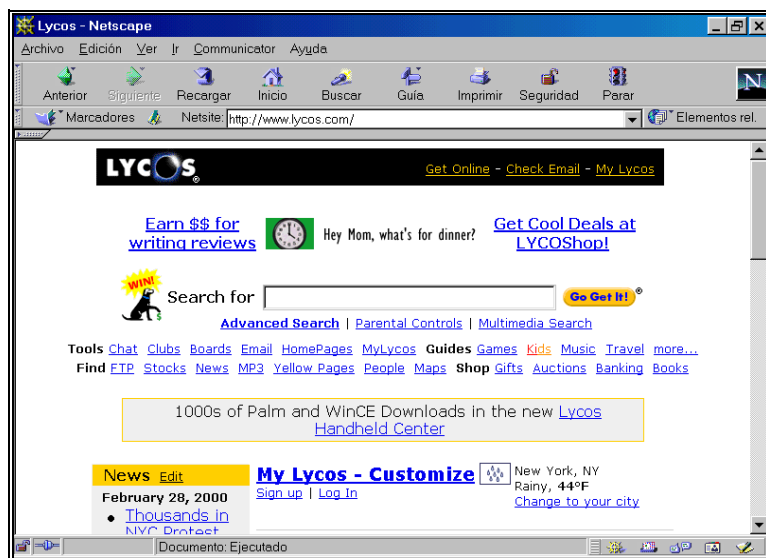 Lycos - Netscape
Archivo Edición Ver Ir Communicator Ayuda
Anterior Siguiente Recargar Inicio Buscar Guía Imprimir Seguridad Parar
N
Marcadores Netsite: http://www.lycos.com/ Elementos rel.
LYCOS® Get Online - Check Email - My Lycos
Earn $$ for
writing reviews
Hey Mom, what's for dinner?
Get Cool Deals at
LYCOShop!
WIN!
Search for Go Get It!®
Advanced Search | Parental Controls | Multimedia Search
Tools Chat Clubs Boards Email HomePages MyLycos Guides Games Kids Music Travel more...
Find FTP Stocks News MP3 Yellow Pages People Maps Shop Gifts Auctions Banking Books
1000s of Palm and WinCE Downloads in the new Lycos
Handheld Center
News Edit
February 28, 2000
• Thousands in
NYC Protest
My Lycos - Customize
Sign up | Log In
New York, NY
Rainy, 44°F
Change to your city
Documento: Ejecutado